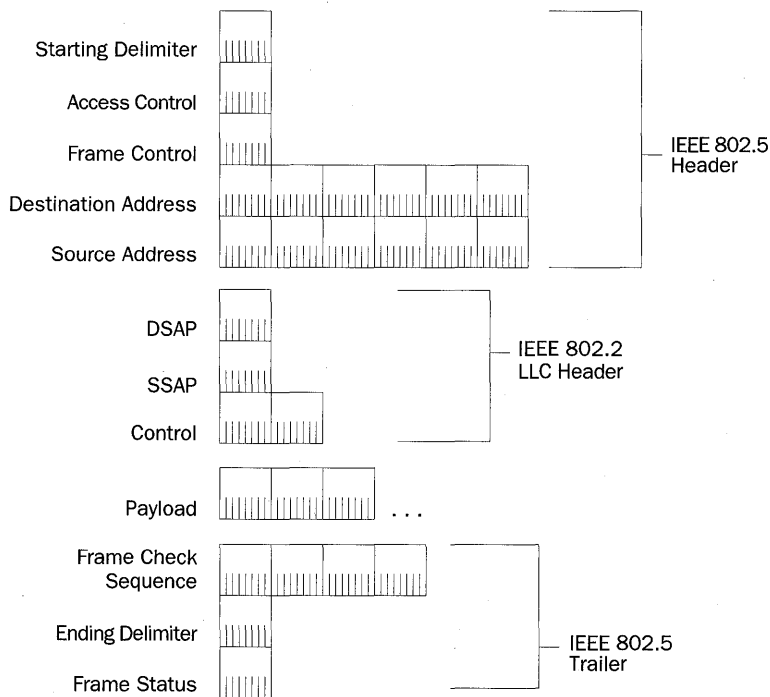 Starting Delimiter
Access Control
Frame Control
Destination Address
Source Address
IEEE 802.5
Header
DSAP
SSAP
Control
IEEE 802.2
LLC Header
Payload
. . .
Frame Check
Sequence
Ending Delimiter
Frame Status
IEEE 802.5
Trailer